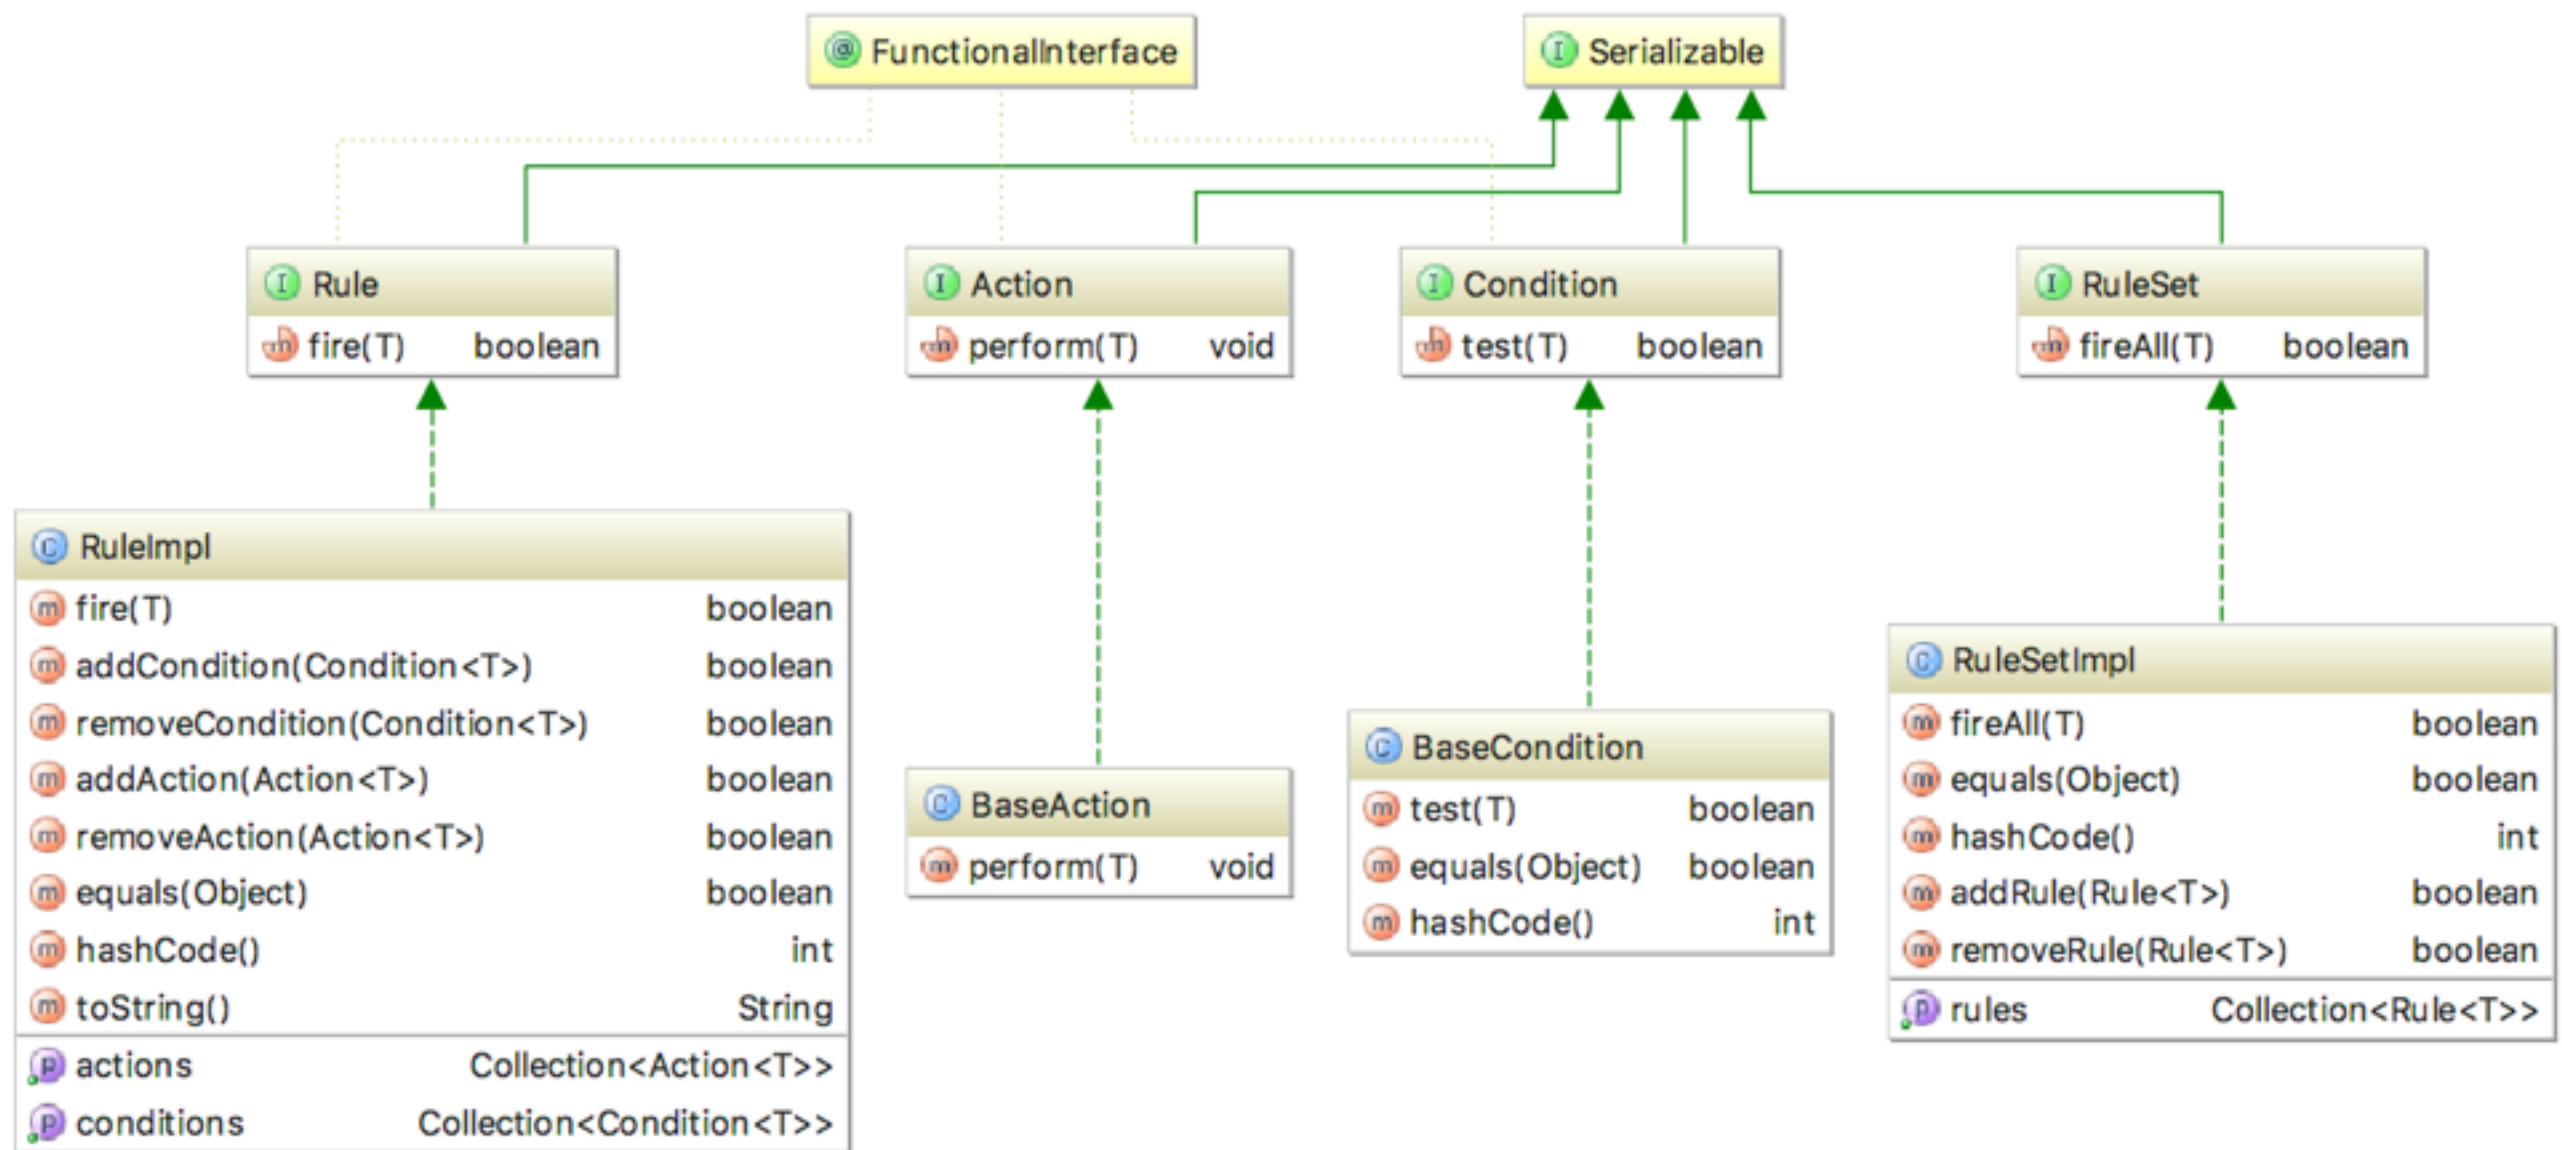 FunctionalInterface
Serializable
Rule
fire(T) boolean
Action
perform(T) void
Condition
test(T) boolean
RuleSet
fireAll(T) boolean
RuleImpl
fire(T) boolean
addCondition(Condition<T>) boolean
removeCondition(Condition<T>) boolean
addAction(Action<T>) boolean
removeAction(Action<T>) boolean
equals(Object) boolean
hashCode() int
toString() String
actions Collection<Action<T>>
conditions Collection<Condition<T>>
BaseAction
perform(T) void
BaseCondition
test(T) boolean
equals(Object) boolean
hashCode() int
RuleSetImpl
fireAll(T) boolean
equals(Object) boolean
hashCode() int
addRule(Rule<T>) boolean
removeRule(Rule<T>) boolean
rules Collection<Rule<T>>